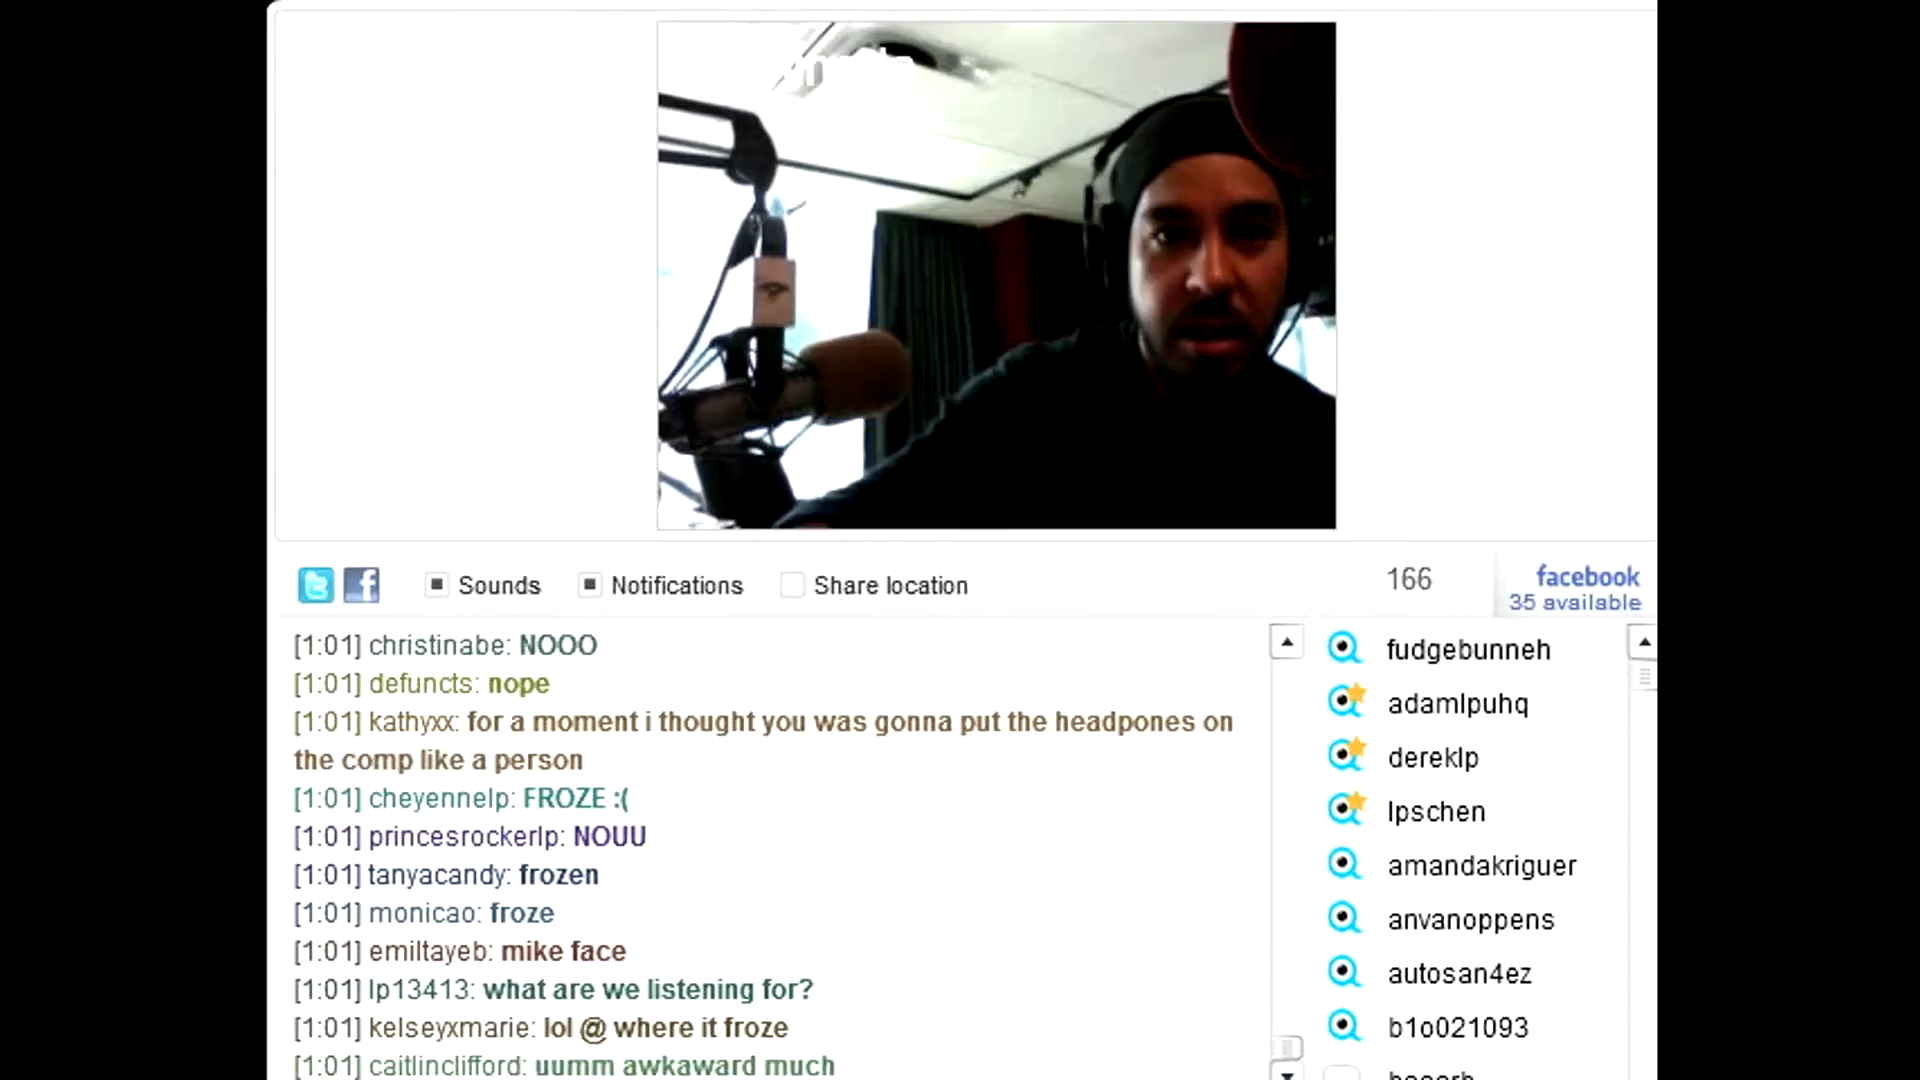 Sounds Notifications Share location 166 facebook
35 available
[1:01] christinabe: NOOO
[1:01] defuncts: nope
[1:01] kathyxx: for a moment i thought you was gonna put the headpones on
the comp like a person
[1:01] cheyennelp: FROZE :(
[1:01] princesrockerlp: NOUU
[1:01] tanyacandy: frozen
[1:01] monicao: froze
[1:01] emiltayeb: mike face
[1:01] lp13413: what are we listening for?
[1:01] kelseyxmarie: lol @ where it froze
[1:01] caitlinclifford: uumm awkaward much
fudgebunneh
adamlpuhq
dereklp
lpschen
amandakriguer
anvanoppens
autosan4ez
b1o021093